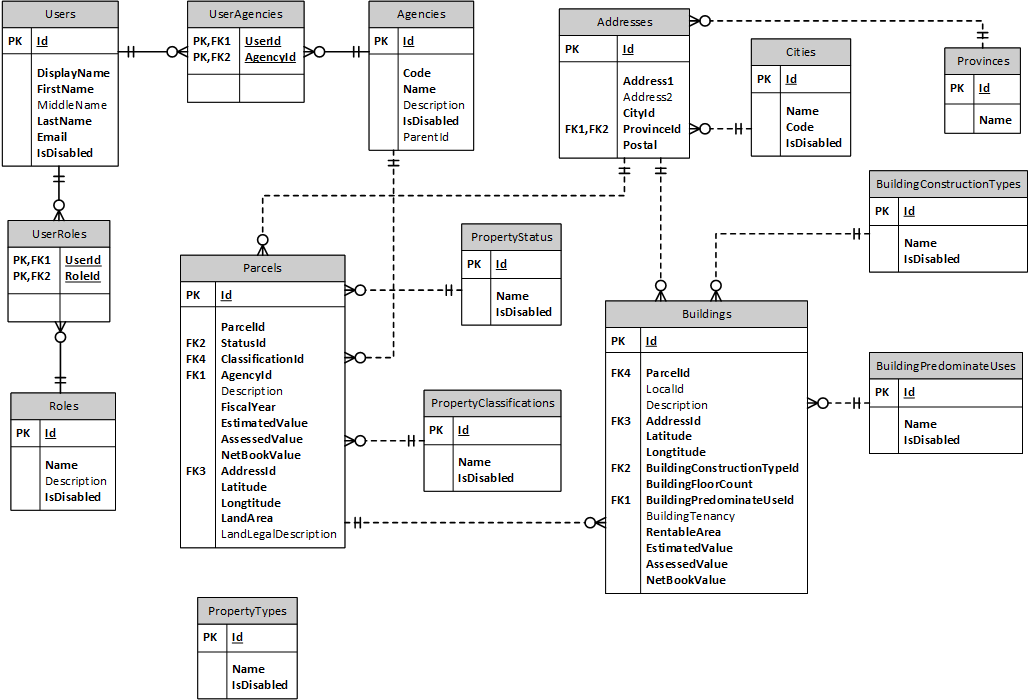 Users
PK Id
DisplayName
FirstName
MiddleName
LastName
Email
IsDisabled
UserAgencies
PK,FK1 UserId
PK,FK2 AgencyId
Agencies
PK Id
Code
Name
Description
IsDisabled
ParentId
Addresses
PK Id
Address1
Address2
CityId
FK1,FK2 ProvinceId
Postal
Cities
PK Id
Name
Code
IsDisabled
Provinces
PK Id
Name
UserRoles
PK,FK1 UserId
PK,FK2 RoleId
Roles
PK Id
Name
Description
IsDisabled
Parcels
PK Id
ParcelId
FK2 StatusId
FK4 ClassificationId
FK1 AgencyId
Description
FiscalYear
EstimatedValue
AssessedValue
NetBookValue
FK3 AddressId
Latitude
Longtitude
LandArea
LandLegalDescription
PropertyStatus
PK Id
Name
IsDisabled
PropertyClassifications
PK Id
Name
IsDisabled
BuildingConstructionTypes
PK Id
Name
IsDisabled
Buildings
PK Id
FK4 ParcelId
LocalId
Description
FK3 AddressId
Latitude
Longtitude
FK2 BuildingConstructionTypeId
BuildingFloorCount
FK1 BuildingPredominateUseId
BuildingTenancy
RentableArea
EstimatedValue
AssessedValue
NetBookValue
BuildingPredominateUses
PK Id
Name
IsDisabled
PropertyTypes
PK Id
Name
IsDisabled